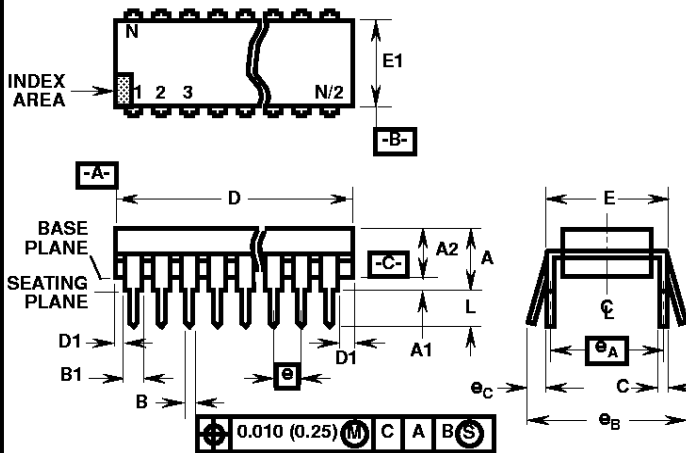 N
E1
INDEX
AREA
1 2 3 N/2
-B-
-A-
D
E
BASE
PLANE
A2
A
-C-
SEATING
PLANE
L
C
L
D1
A1
D1
eA
B1
e
eC
C
B
eB
0.010 (0.25) M C A B S